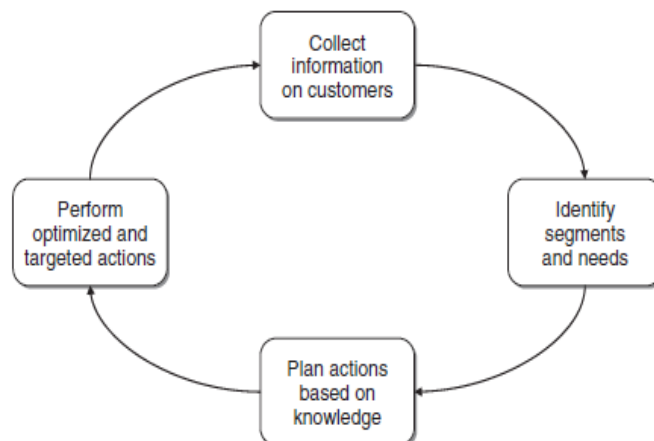 Collect
information
on customers
Identify
segments
and needs
Plan actions
based on
knowledge
Perform
optimized and
targeted actions